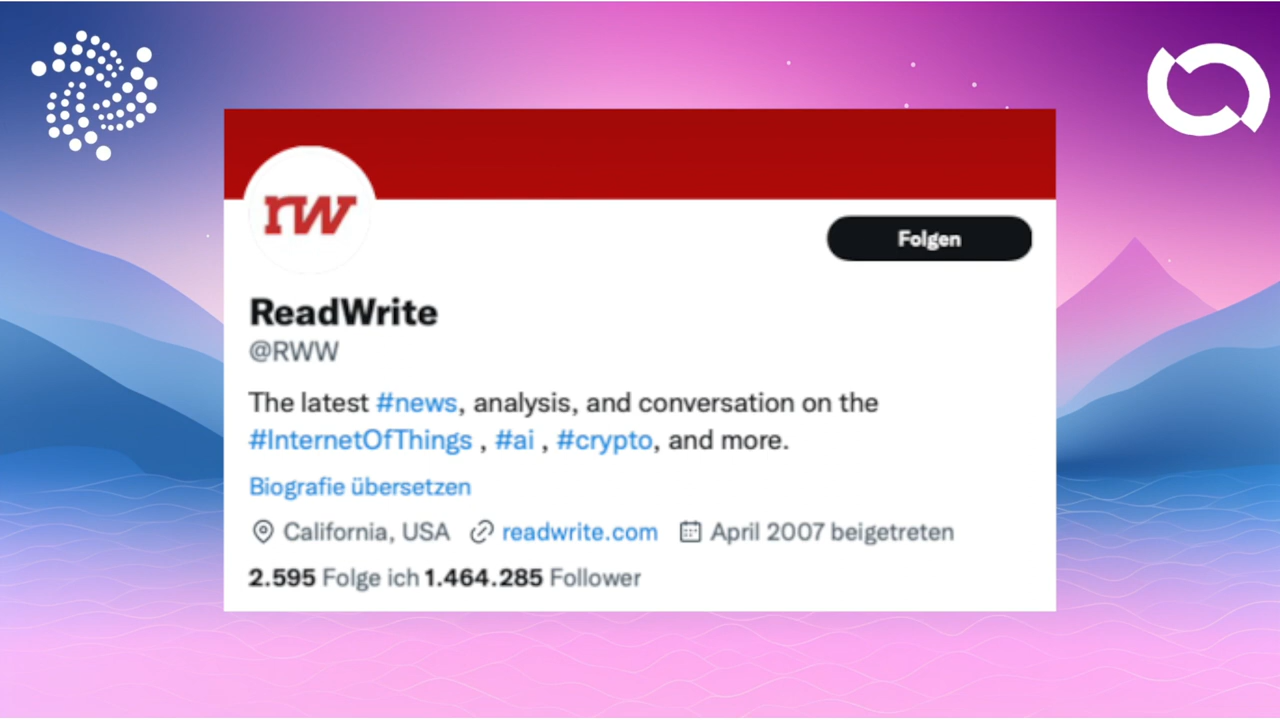 rw
Folgen
ReadWrite
@RWW
The latest #news, analysis, and conversation on the
#InternetOfThings , #ai , #crypto, and more.
Biografie übersetzen
California, USA readwrite.com April 2007 beigetreten
2.595 Folge ich 1.464.285 Follower